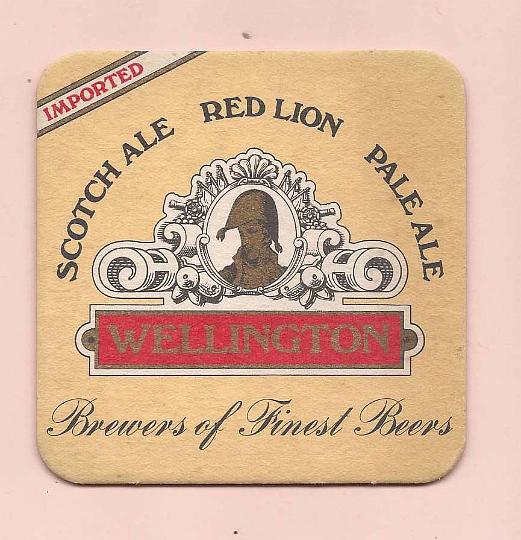 IMPORTED
SCOTCH ALE RED LION PALE ALE
WELLINGTON
Brewers of Finest Beers